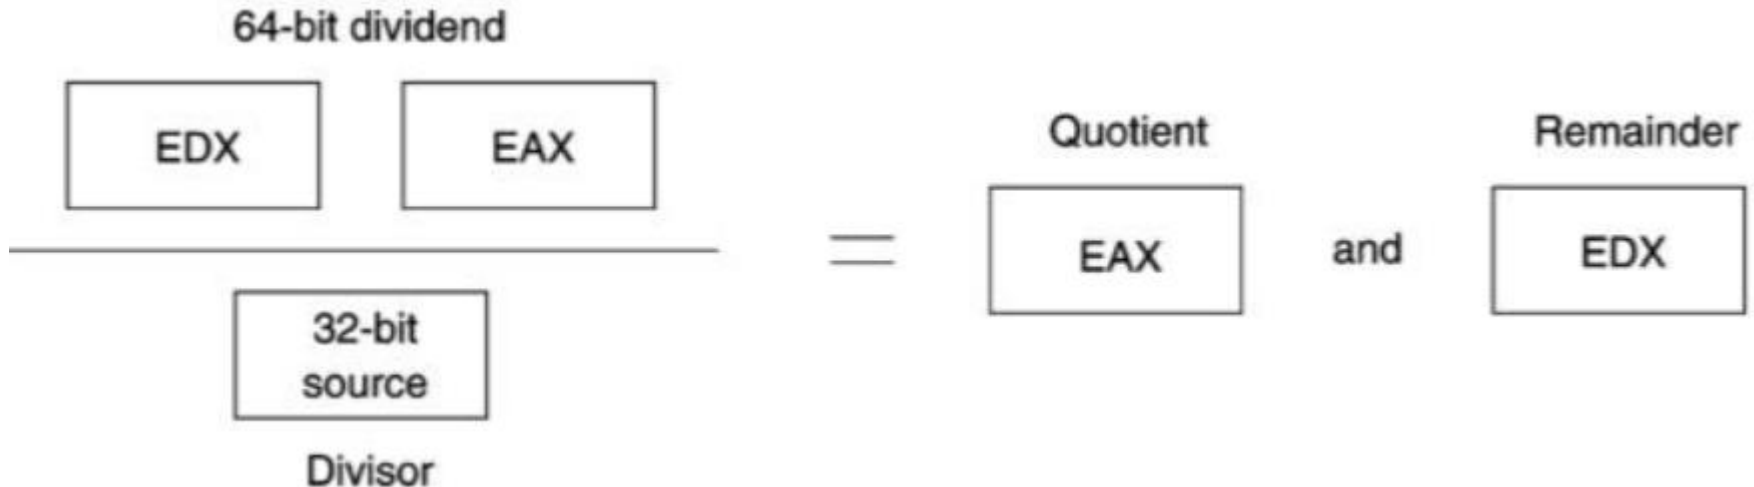 64-bit dividend
EDX
EAX
32-bit
source
Divisor
Quotient
EAX
and
Remainder
EDX